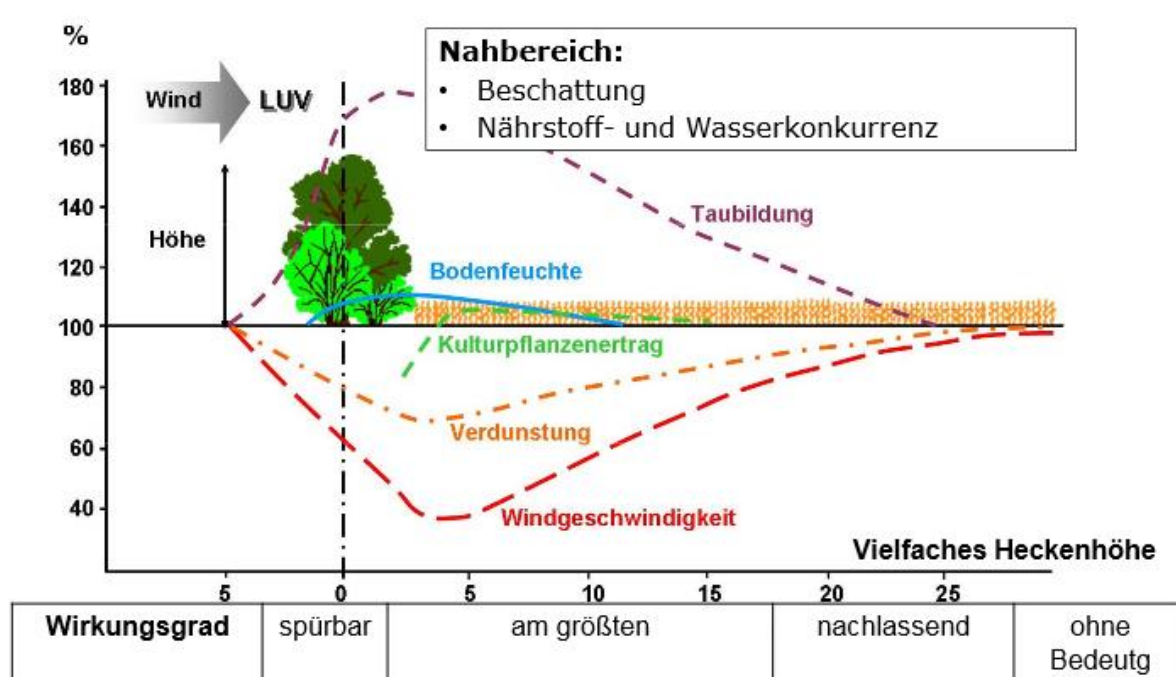 %
Nahbereich:
• Beschattung
• Nährstoff- und Wasserkonkurrenz
180
Wind
LUV
160
140
Taubildung
Höhe
120
Bodenfeuchte
100
Kulturpflanzenertrag
80
Verdunstung
60
40
Windgeschwindigkeit
Vielfaches Heckenhöhe
5 0 5 10 15 20 25
Wirkungsgrad spürbar am größten nachlassend ohne
Bedeutg